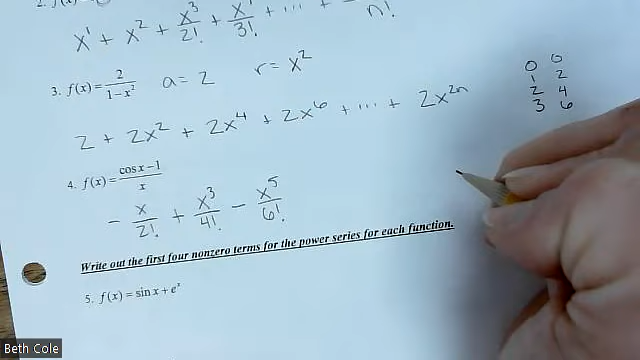 2. f(x)
x¹ + x² + x³/2! + x⁴/3! + ⋯ + n!
3. f(x) = 2/(1−x²) a = 2 r = x²
0 0
1 2
2 4
3 6
2 + 2x² + 2x⁴ + 2x⁶ + ⋯ + 2x²ⁿ
4. f(x) = (cos x − 1)/x
− x/2! + x³/4! − x⁵/6!
Write out the first four nonzero terms for the power series for each function.
5. f(x) = sin x + eˣ
Beth Cole